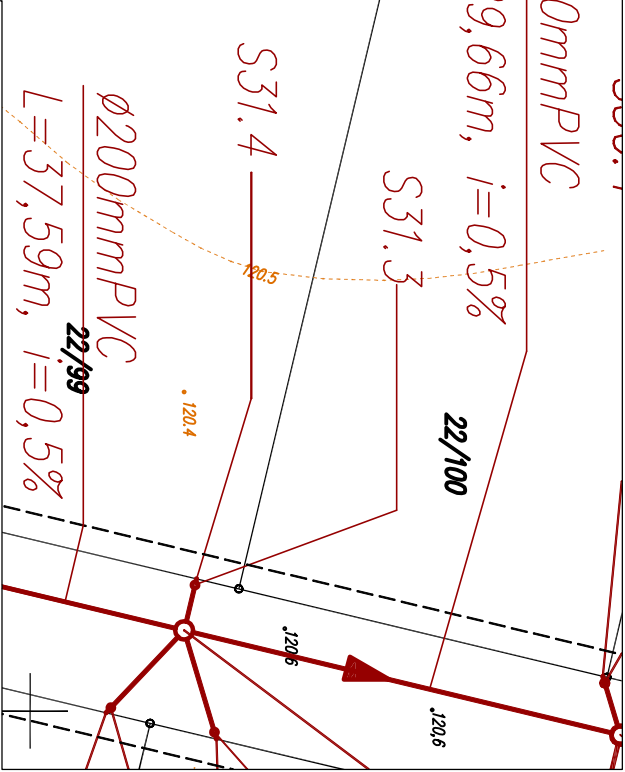 0mmPVC
9,66m, i=0,5%
S31.3
S31.4
ø200mmPVC
L=37,59m, i=0,5%
22/99
22/100
120.5
120.4
120.6
120,6